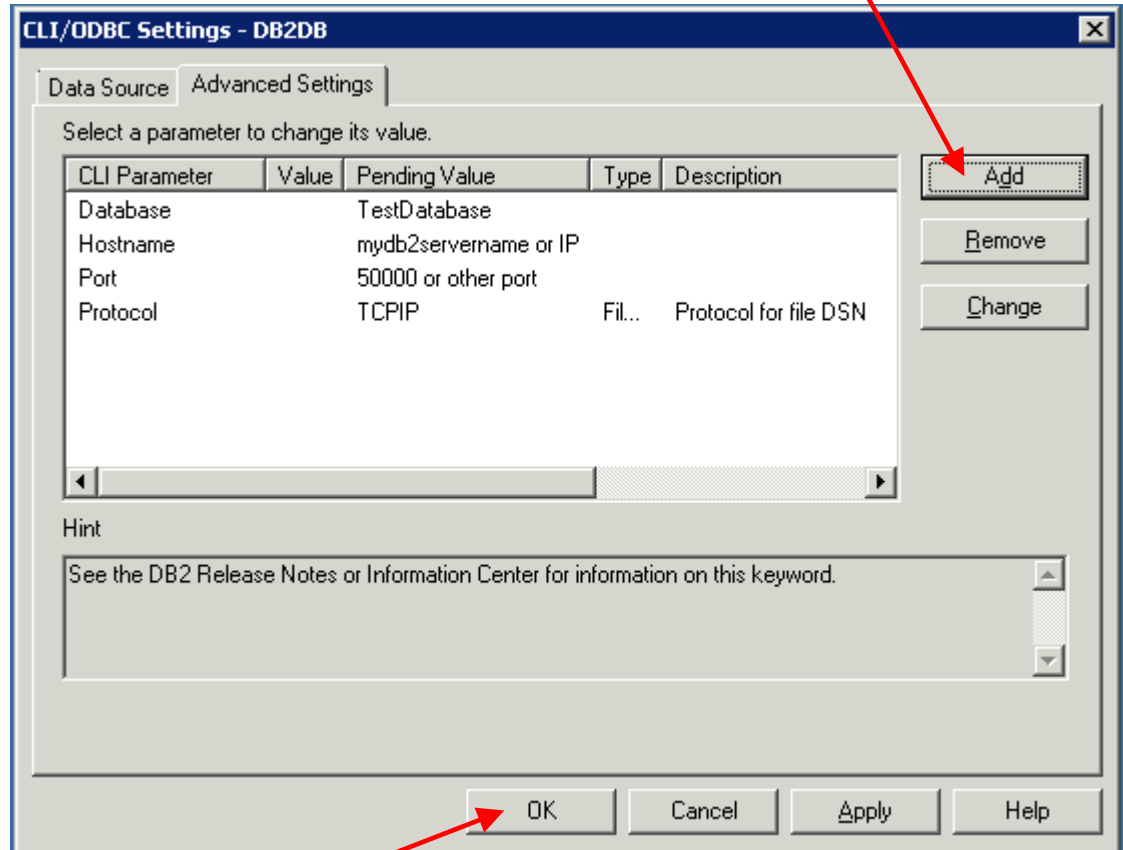 CLI/ODBC Settings - DB2DB
Data Source Advanced Settings
Select a parameter to change its value.
CLI Parameter Value Pending Value Type Description
Database TestDatabase
Hostname mydb2servername or IP
Port 50000 or other port
Protocol TCPIP Fil... Protocol for file DSN
Add
Remove
Change
Hint
See the DB2 Release Notes or Information Center for information on this keyword.
OK Cancel Apply Help